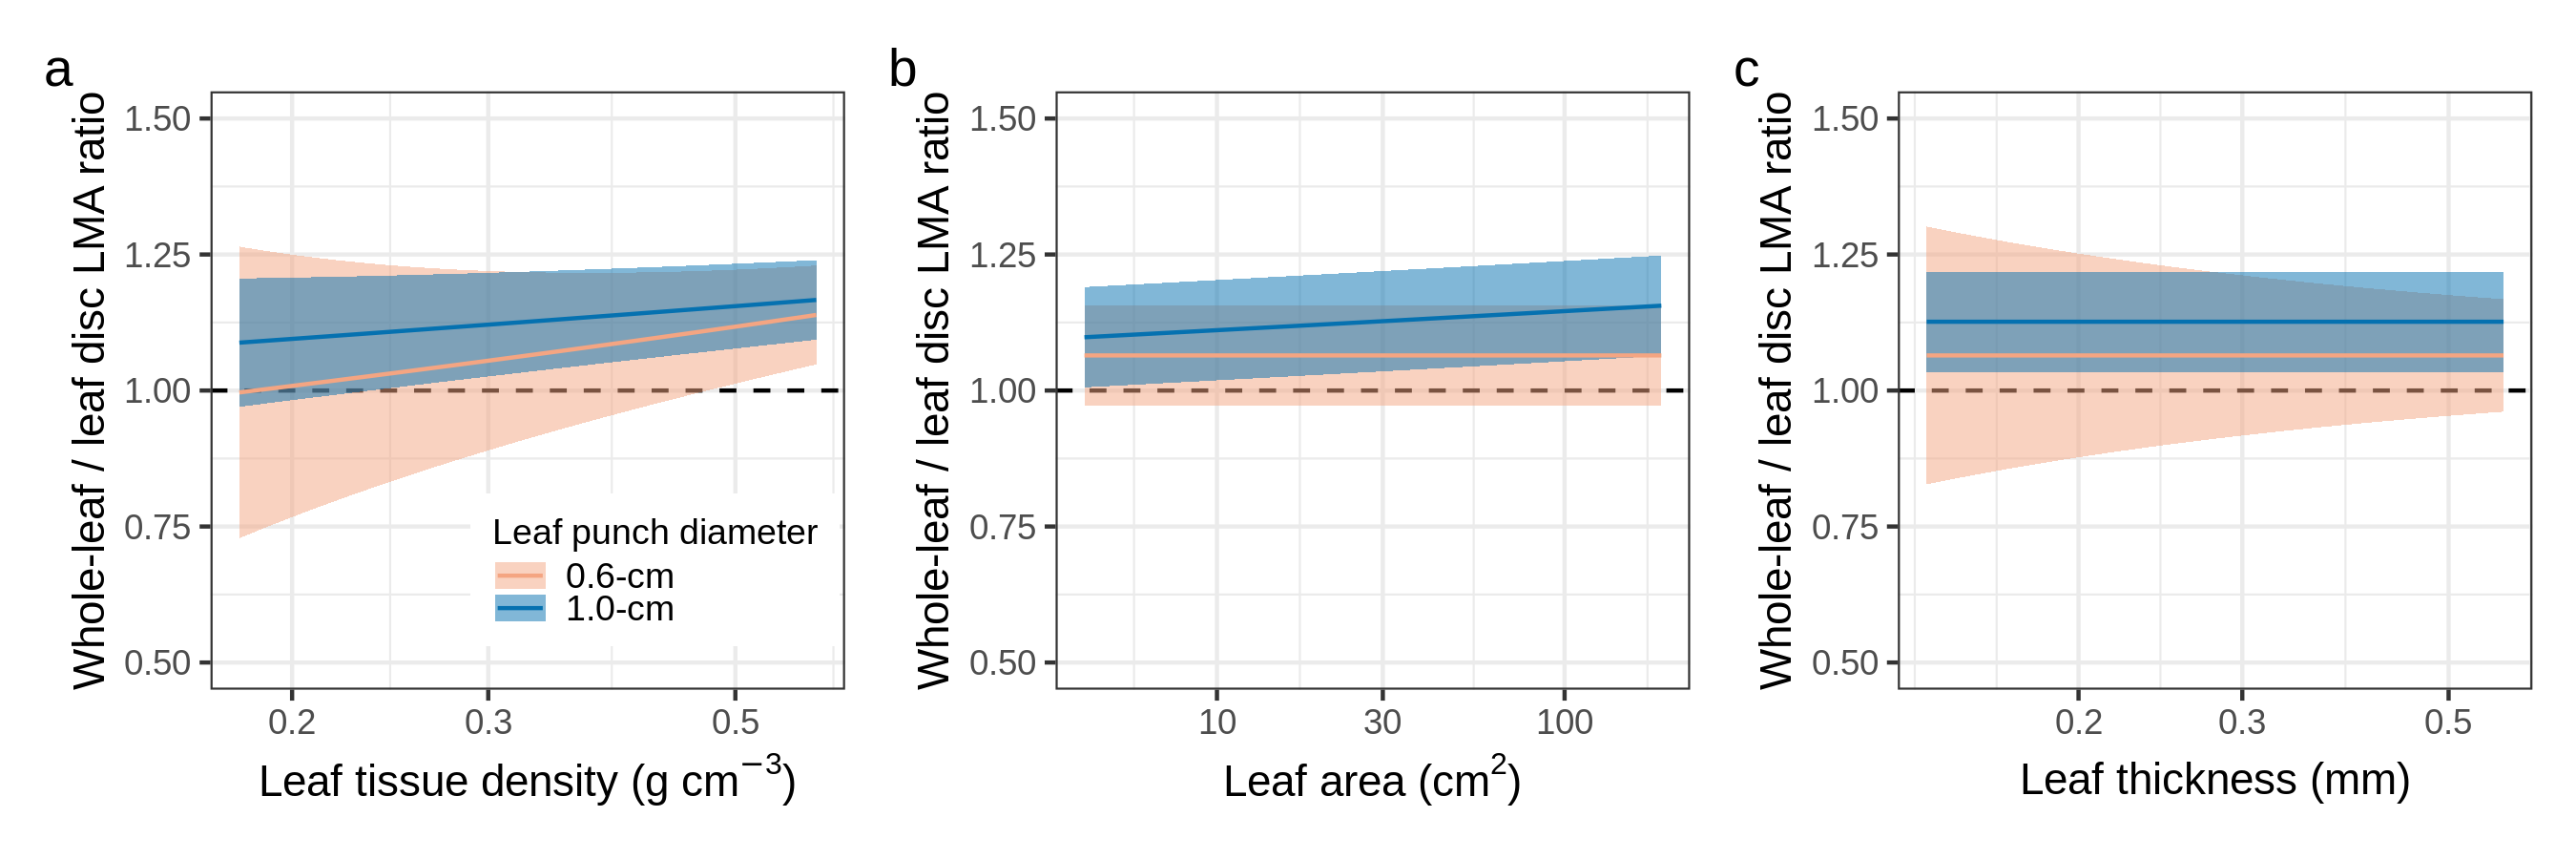 a
Whole-leaf / leaf disc LMA ratio
1.50
1.25
1.00
0.75
0.50
Leaf punch diameter
0.6-cm
1.0-cm
0.2 0.3 0.5
Leaf tissue density (g cm⁻³)
b
Whole-leaf / leaf disc LMA ratio
1.50
1.25
1.00
0.75
0.50
10 30 100
Leaf area (cm²)
c
Whole-leaf / leaf disc LMA ratio
1.50
1.25
1.00
0.75
0.50
0.2 0.3 0.5
Leaf thickness (mm)